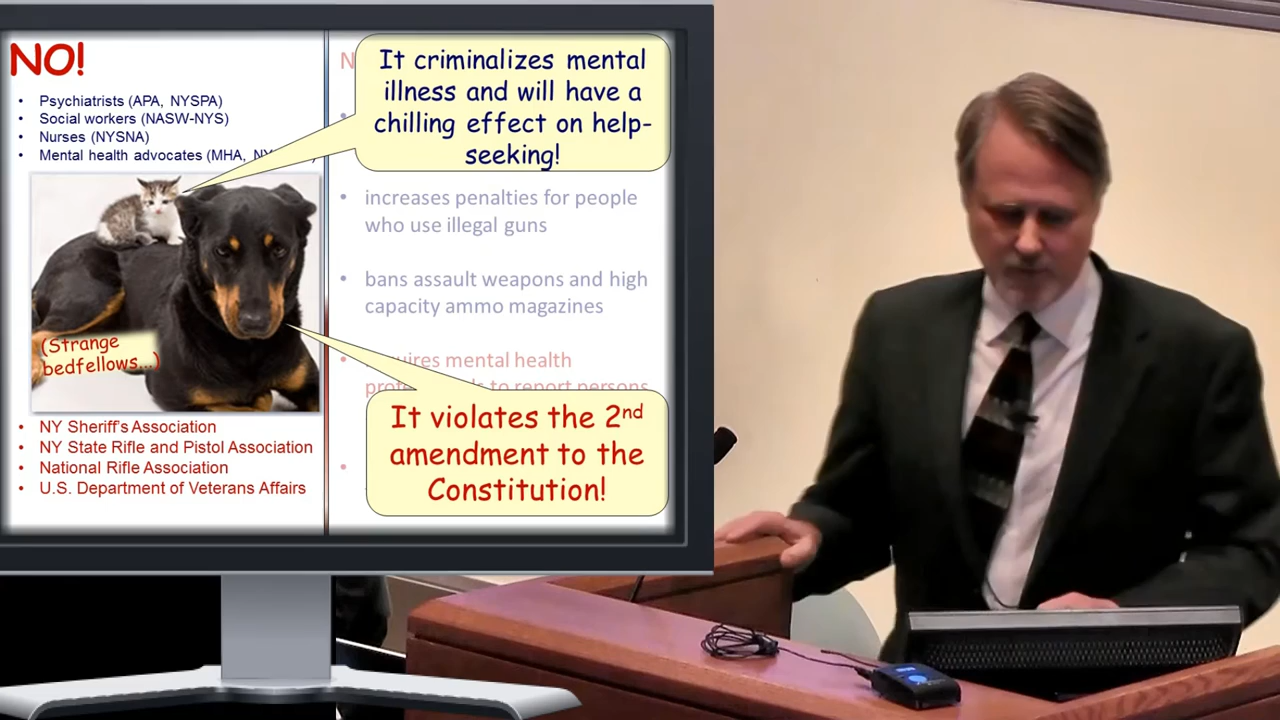 NO!
• Psychiatrists (APA, NYSPA)
• Social workers (NASW-NYS)
• Nurses (NYSNA)
• Mental health advocates (MHA,
(Strange
bedfellows...)
• NY Sheriff's Association
• NY State Rifle and Pistol Association
• National Rifle Association
• U.S. Department of Veterans Affairs
It criminalizes mental
illness and will have a
chilling effect on help-
seeking!
• increases penalties for people
who use illegal guns
• bans assault weapons and high
capacity ammo magazines
mental health
to report persons
It violates the 2nd
amendment to the
Constitution!